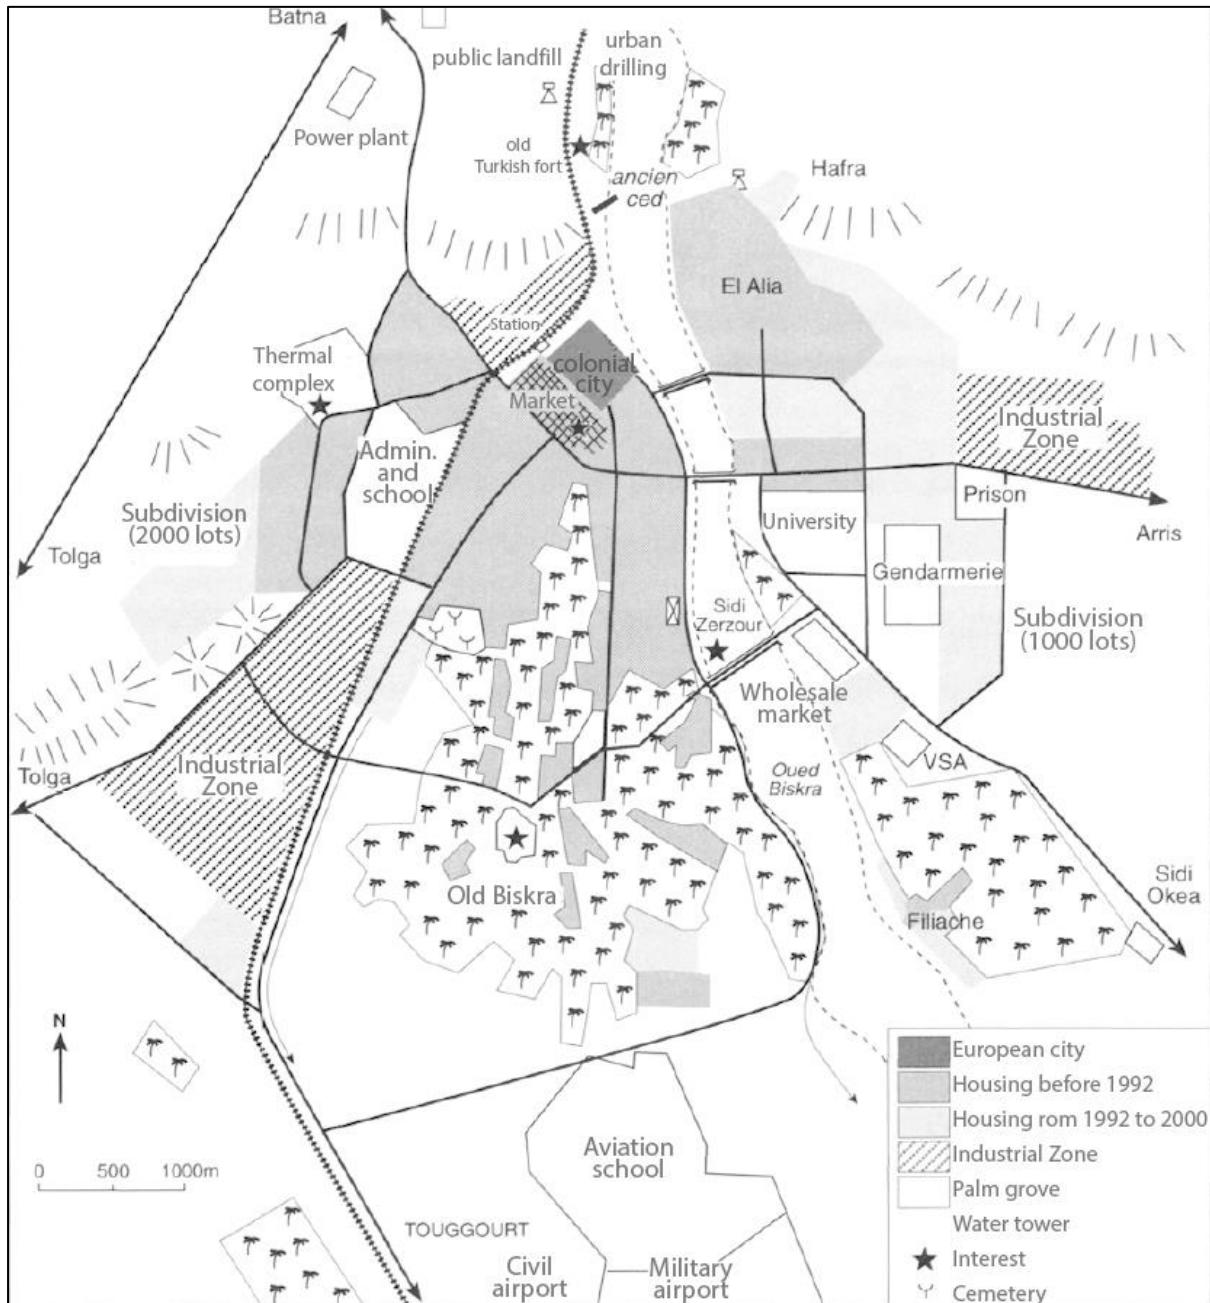 Batna
public landfill
urban
drilling
Power plant
old
Turkish fort
ancien
ced
Hafra
El Alia
Station
colonial
city
Thermal
complex
Market
Industrial
Zone
Admin.
and
school
Prison
Subdivision
(2000 lots)
University
Arris
Tolga
Gendarmerie
Sidi
Zerzour
Subdivision
(1000 lots)
Wholesale
market
Tolga
Industrial
Zone
VSA
Oued
Biskra
Old Biskra
Sidi
Okea
Filiache
N
0 500 1000m
Aviation
school
TOUGGOURT
Civil
airport
Military
airport
European city
Housing before 1992
Housing rom 1992 to 2000
Industrial Zone
Palm grove
Water tower
Interest
Cemetery